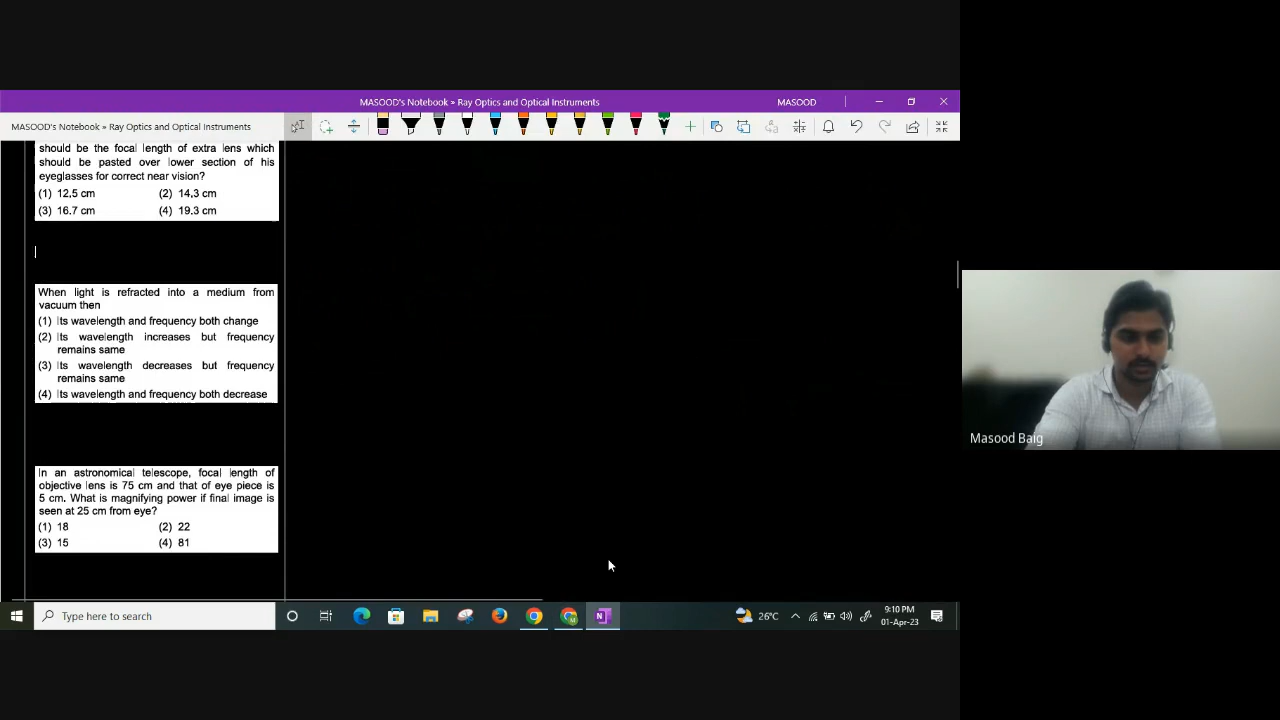 MASOOD's Notebook » Ray Optics and Optical Instruments
MASOOD
MASOOD's Notebook » Ray Optics and Optical Instruments
should be the focal length of extra lens which
should be pasted over lower section of his
eyeglasses for correct near vision?
(1) 12.5 cm (2) 14.3 cm
(3) 16.7 cm (4) 19.3 cm
When light is refracted into a medium from
vacuum then
(1) Its wavelength and frequency both change
(2) Its wavelength increases but frequency
remains same
(3) Its wavelength decreases but frequency
remains same
(4) Its wavelength and frequency both decrease
In an astronomical telescope, focal length of
objective lens is 75 cm and that of eye piece is
5 cm. What is magnifying power if final image is
seen at 25 cm from eye?
(1) 18 (2) 22
(3) 15 (4) 81
Masood Baig
Type here to search
26°C
9:10 PM
01-Apr-23